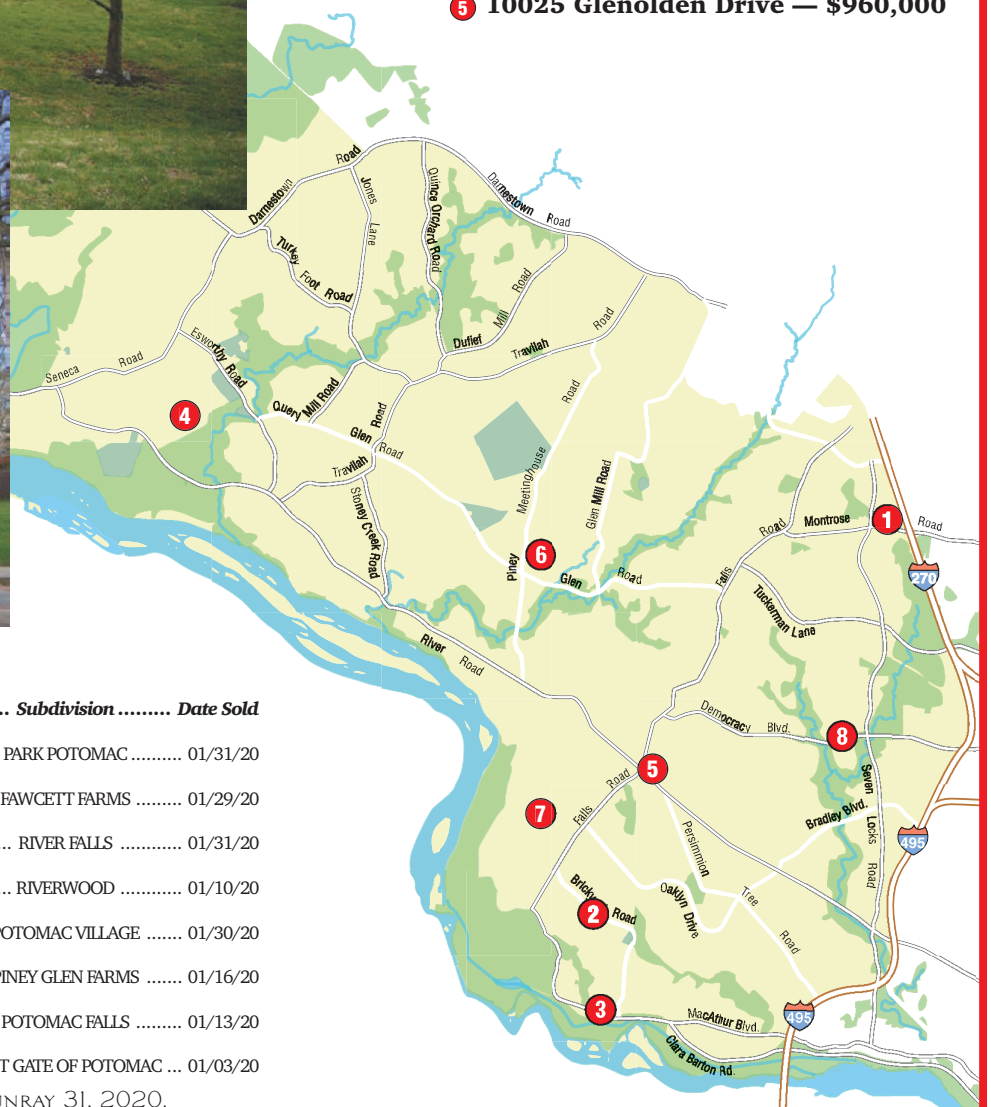 5 10025 Glenolden Drive — $960,000
Road
Darnestown
Jones
Lane
Quince Orchard Road
Darnestown Road
Turkey
Foot Road
Mill Road
Dufief
Travilah
Road
Esworthy Road
Seneca Road
Query Mill Road
4
Glen Road
Road
Travilah
Stoney Creek Road
Road
Meetinghouse
Piney
Glen Mill Road
6
Glen Road
Falls Road
Montrose
1
Road
270
Tuckerman Lane
River Road
Democracy Blvd.
8
5
Road
Falls
7
Seven
Locks
Road
Bradley Blvd.
495
Persimmion
Tree
Road
Oaklyn Drive
2
Road
3
MacArthur Blvd.
495
Clara Barton Rd.
.. Subdivision ......... Date Sold
PARK POTOMAC .......... 01/31/20
FAWCETT FARMS ......... 01/29/20
... RIVER FALLS ............ 01/31/20
... RIVERWOOD ............ 01/10/20
POTOMAC VILLAGE ....... 01/30/20
PINEY GLEN FARMS ....... 01/16/20
POTOMAC FALLS ......... 01/13/20
T GATE OF POTOMAC ... 01/03/20
NRAY 31, 2020.